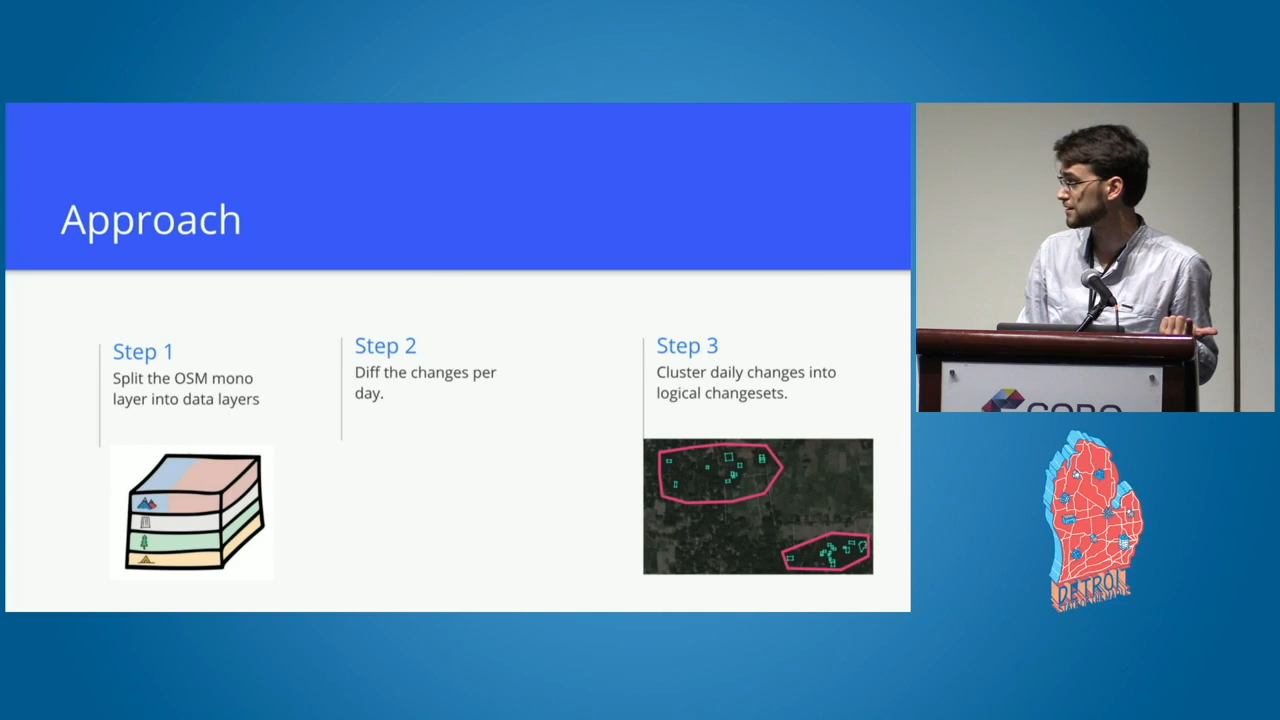 Approach
Step 1
Split the OSM mono
layer into data layers
Step 2
Diff the changes per
day.
Step 3
Cluster daily changes into
logical changesets.
DETROIT